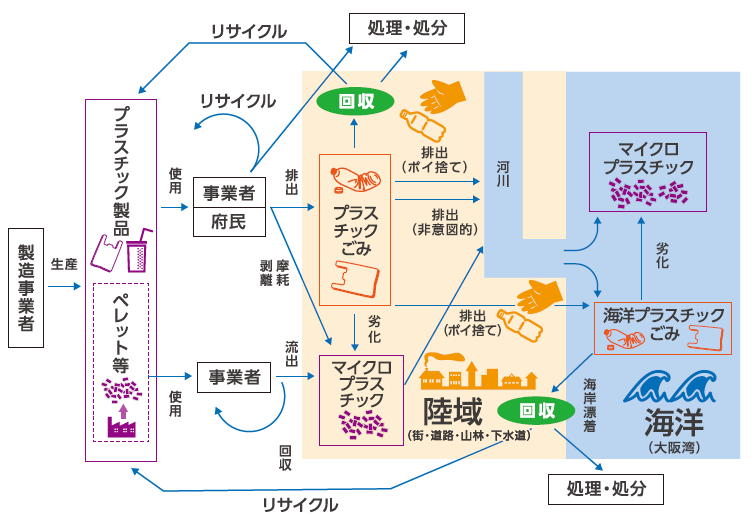 処理・処分
リサイクル
リサイクル
回収
プラスチック製品
使用
事業者
府民
排出
プラス
チック
ごみ
排出
(ポイ捨て)
排出
(非意図的)
河川
マイクロ
プラスチック
製造事業者
生産
ペレット等
使用
事業者
流出
回収
摩耗
剥離
劣化
マイクロ
プラス
チック
排出
(ポイ捨て)
劣化
海洋プラスチック
ごみ
陸域
(街・道路・山林・下水道)
回収
海岸漂着
海洋
(大阪湾)
処理・処分
リサイクル